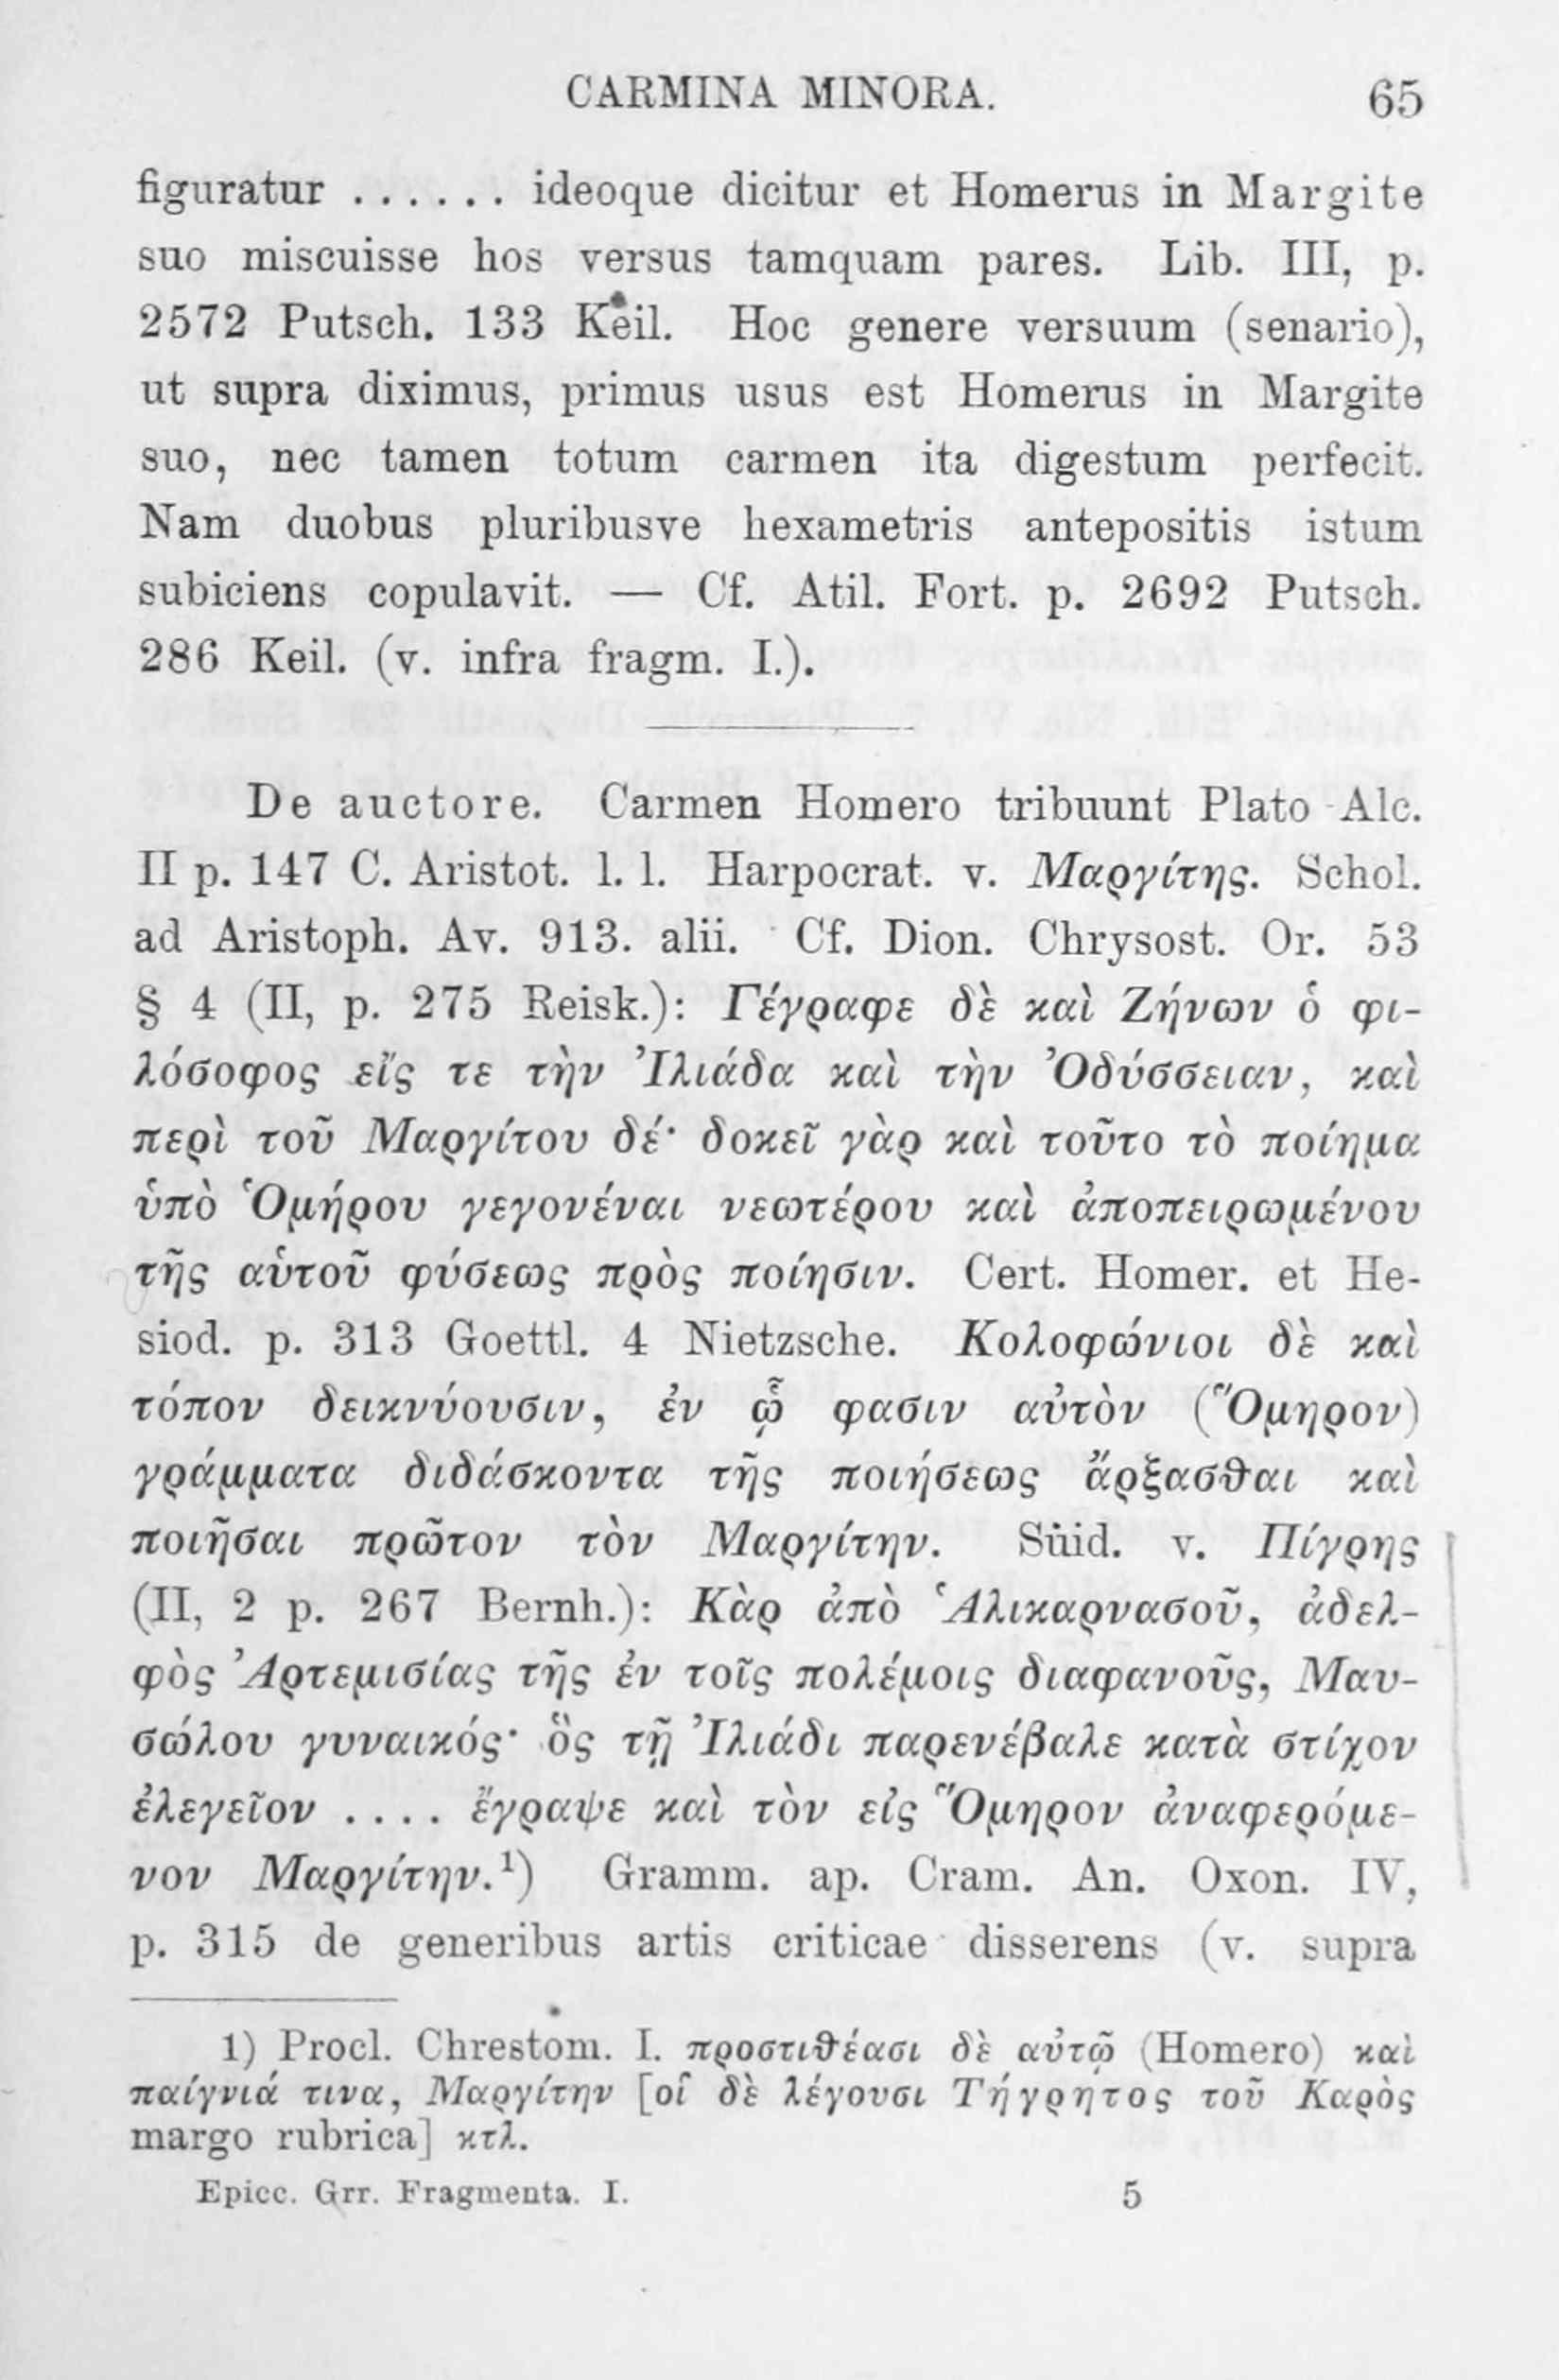 CARMINA MINORA. 65
figuratur . . . . . . ideoque dicitur et Homerus in Margite
suo miscuisse hos versus tamquam pares. Lib. III, p.
2572 Putsch. 133 Keil. Hoc genere versuum (senario),
ut supra diximus, primus usus est Homerus in Margite
suo, nec tamen totum carmen ita digestum perfecit.
Nam duobus pluribusve hexametris antepositis istum
subiciens copulavit. — Cf. Atil. Fort. p. 2692 Putsch.
286 Keil. (v. infra fragm. I.).
De auctore. Carmen Homero tribuunt Plato Alc.
II p. 147 C. Aristot. l. l. Harpocrat. v. Μαργίτης. Schol.
ad Aristoph. Av. 913. alii. Cf. Dion. Chrysost. Or. 53
§ 4 (II, p. 275 Reisk.): Γέγραφε δὲ καὶ Ζήνων ὁ φι-
λόσοφος εἴς τε τὴν Ἰλιάδα καὶ τὴν Ὀδύσσειαν, καὶ
περὶ τοῦ Μαργίτου δέ· δοκεῖ γὰρ καὶ τοῦτο τὸ ποίημα
ὑπὸ Ὁμήρου γεγονέναι νεωτέρου καὶ ἀποπειρωμένου
τῆς αὑτοῦ φύσεως πρὸς ποίησιν. Cert. Homer. et He-
siod. p. 313 Goettl. 4 Nietzsche. Κολοφώνιοι δὲ καὶ
τόπον δεικνύουσιν, ἐν ᾧ φασιν αὐτὸν (Ὅμηρον)
γράμματα διδάσκοντα τῆς ποιήσεως ἄρξασθαι καὶ
ποιῆσαι πρῶτον τὸν Μαργίτην. Suid. v. Πίγρης
(II, 2 p. 267 Bernh.): Κὰρ ἀπὸ Ἁλικαρνασοῦ, ἀδελ-
φὸς Ἀρτεμισίας τῆς ἐν τοῖς πολέμοις διαφανοῦς, Μαυ-
σώλου γυναικός· ὃς τῇ Ἰλιάδι παρενέβαλε κατὰ στίχον
ἐλεγεῖον . . . . ἔγραψε καὶ τὸν εἰς Ὅμηρον ἀναφερόμε-
νον Μαργίτην.¹) Gramm. ap. Cram. An. Oxon. IV,
p. 315 de generibus artis criticae disserens (v. supra
1) Procl. Chrestom. I. προστιθέασι δὲ αὐτῷ (Homero) καὶ
παίγνιά τινα, Μαργίτην [οἵ δὲ λέγουσι Τήγρητος τοῦ Καρὸς
margo rubrica] κτλ.
Epicc. Grr. Fragmenta. I. 5